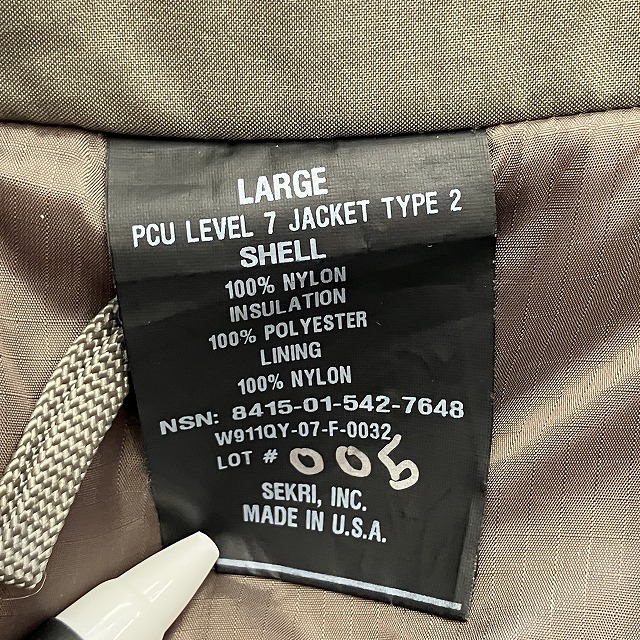 LARGE
PCU LEVEL 7 JACKET TYPE 2
SHELL
100% NYLON
INSULATION
100% POLYESTER
LINING
100% NYLON
NSN: 8415-01-542-7648
W911QY-07-F-0032
LOT # 005
SEKRI, INC.
MADE IN U.S.A.